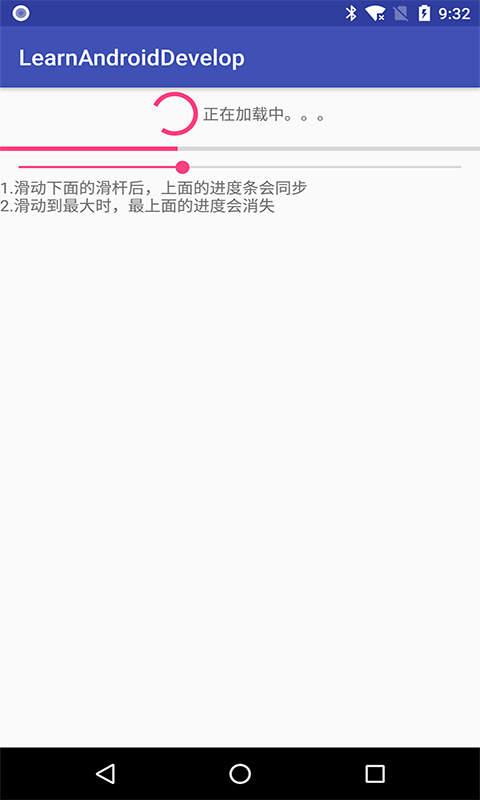 9:32
LearnAndroidDevelop
正在加载中。。。
1.滑动下面的滑杆后，上面的进度条会同步
2.滑动到最大时，最上面的进度会消失